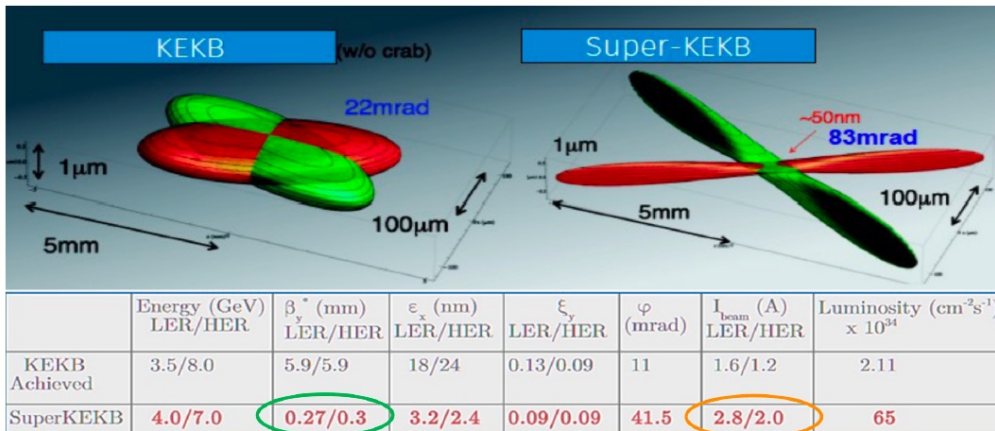 KEKB
(w/o crab)
22mrad
1μm
5mm
100μm
Super-KEKB
~50nm
83mrad
1μm
5mm
100μm
Energy (GeV) LER/HER
βy* (mm) LER/HER
εx (nm) LER/HER
ξy LER/HER
φ (mrad)
Ibeam (A) LER/HER
Luminosity (cm-2s-1) x 10^34
KEKB Achieved 3.5/8.0 5.9/5.9 18/24 0.13/0.09 11 1.6/1.2 2.11
SuperKEKB 4.0/7.0 0.27/0.3 3.2/2.4 0.09/0.09 41.5 2.8/2.0 65